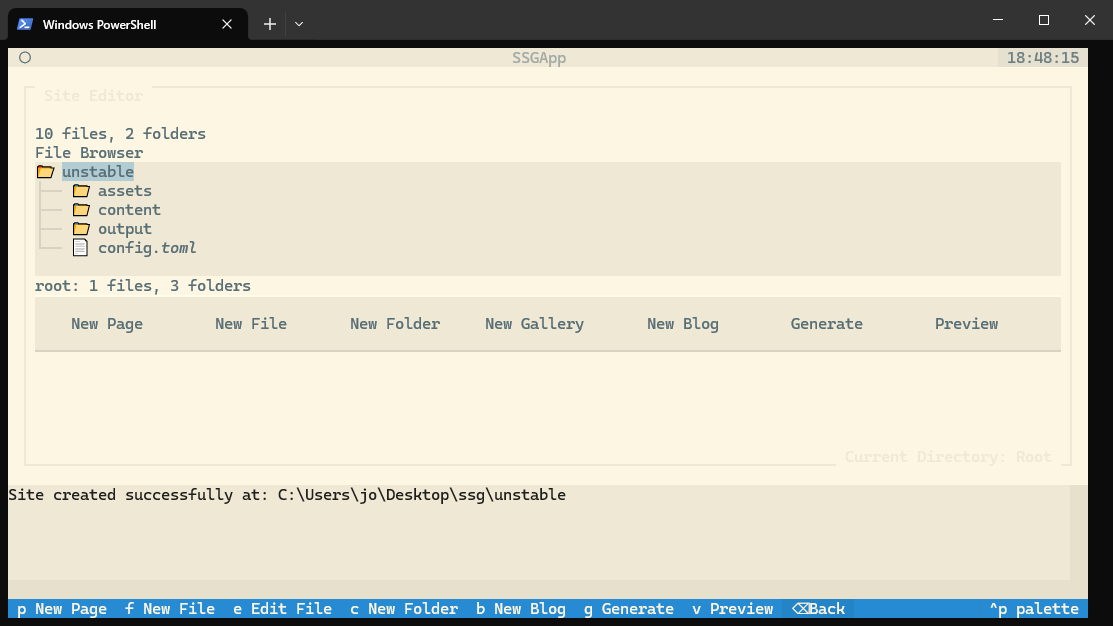 Windows PowerShell
SSGApp 18:48:15
Site Editor
10 files, 2 folders
File Browser
unstable
assets
content
output
config.toml
root: 1 files, 3 folders
New Page New File New Folder New Gallery New Blog Generate Preview
Current Directory: Root
Site created successfully at: C:\Users\jo\Desktop\ssg\unstable
p New Page f New File e Edit File c New Folder b New Blog g Generate v Preview ⌫Back ^p palette